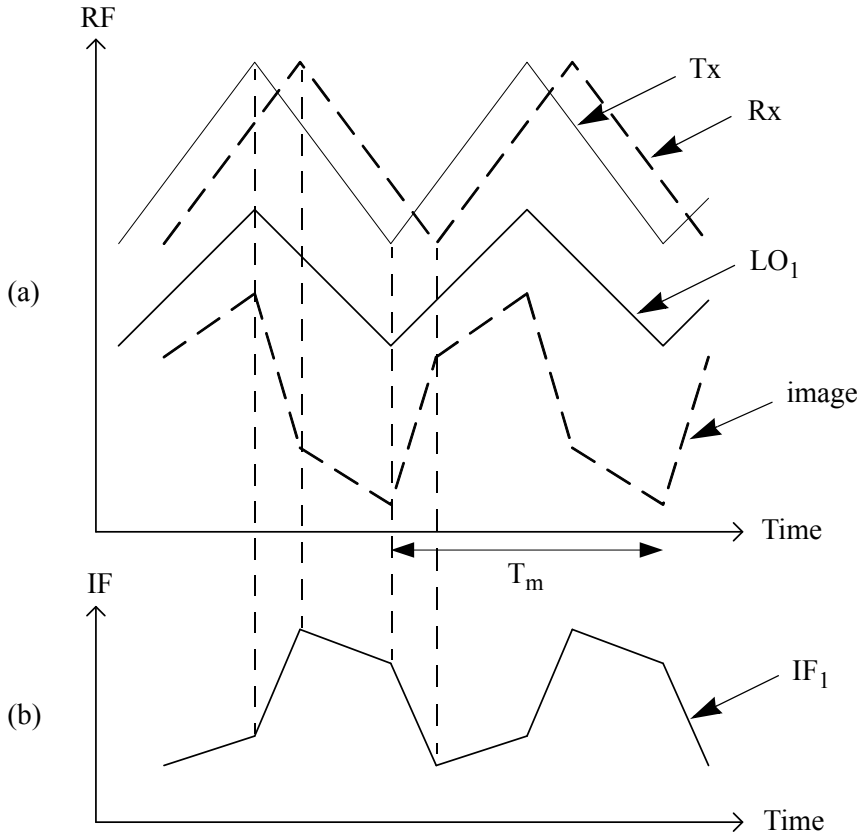 RF
Tx
Rx
(a)
LO₁
image
Time
Tₘ
IF
IF₁
(b)
Time